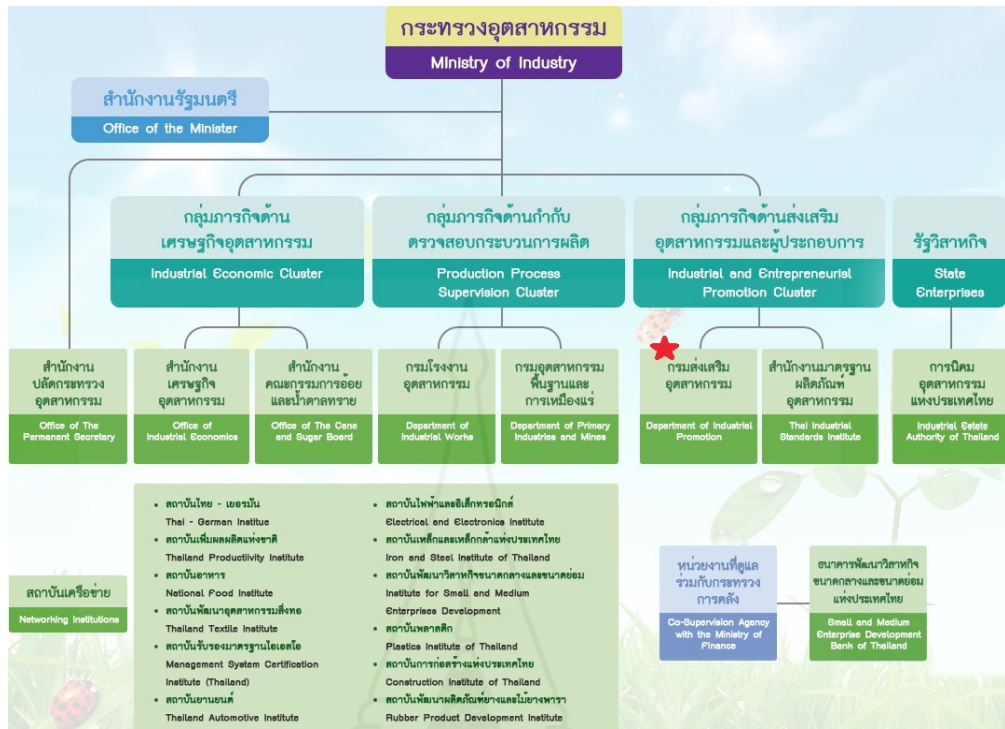 กระทรวงอุตสาหกรรม
Ministry of Industry
สำนักงานรัฐมนตรี
Office of the Minister
กลุ่มภารกิจด้าน
เศรษฐกิจอุตสาหกรรม
Industrial Economic Cluster
กลุ่มภารกิจด้านกำกับ
ตรวจสอบกระบวนการผลิต
Production Process
Supervision Cluster
กลุ่มภารกิจด้านส่งเสริม
อุตสาหกรรมและผู้ประกอบการ
Industrial and Entrepreneurisl
Promotion Cluster
รัฐวิสาหกิจ
State
Enterprises
สำนักงาน
ปลัดกระทรวง
อุตสาหกรรม
Office of The
Permanent Secretary
สำนักงาน
เศรษฐกิจ
อุตสาหกรรม
Office of
Industrial Economics
สำนักงาน
คณะกรรมการอ้อย
และน้ำตาลทราย
Office of The Cane
and Suger Board
กรมโรงงาน
อุตสาหกรรม
Department of
Industrial Works
กรมอุตสาหกรรม
พื้นฐานและ
การเหมืองแร่
Department of Primary
Industries and Mines
กรมส่งเสริม
อุตสาหกรรม
Department of Industrial
Promotion
สำนักงานมาตรฐาน
ผลิตภัณฑ์
อุตสาหกรรม
Thai Industrial
Standards Institute
การนิคม
อุตสาหกรรม
แห่งประเทศไทย
Industrial Estate
Authority of Thailand
สถาบันเครือข่าย
Networking Institutions
• สถาบันไทย - เยอรมัน
Thai - German Institue
• สถาบันเพิ่มผลผลิตแห่งชาติ
Thailand Productiivity Institute
• สถาบันอาหาร
National Food Institute
• สถาบันพัฒนาอุตสาหกรรมสิ่งทอ
Thailand Textile Institute
• สถาบันรับรองมาตรฐานไอเอสโอ
Management System Certification
Institute (Thailand)
• สถาบันยานยนต์
Thailand Automotive Institute
• สถาบันไฟฟ้าและอิเล็กทรอนิกส์
Electrical and Electronics Institute
• สถาบันเหล็กและเหล็กกล้าแห่งประเทศไทย
Iron and Steel Institute of Thailand
• สถาบันพัฒนาวิสาหกิจขนาดกลางและขนาดย่อม
Institute for Small and Medium
Enterprises Development
• สถาบันพลาสติก
Plastics Institute of Thailand
• สถาบันการก่อสร้างแห่งประเทศไทย
Construction Institute of Thailand
• สถาบันพัฒนาผลิตภัณฑ์ยางและไม้ยางพารา
Rubber Product Development Institute
หน่วยงานที่ดูแล
ร่วมกับกระทรวง
การคลัง
Co-Supervision Agency
with the Ministry of
Finance
ธนาคารพัฒนาวิสาหกิจ
ขนาดกลางและขนาดย่อม
แห่งประเทศไทย
Small and Medium
Enterprise Development
Bank of Thailand